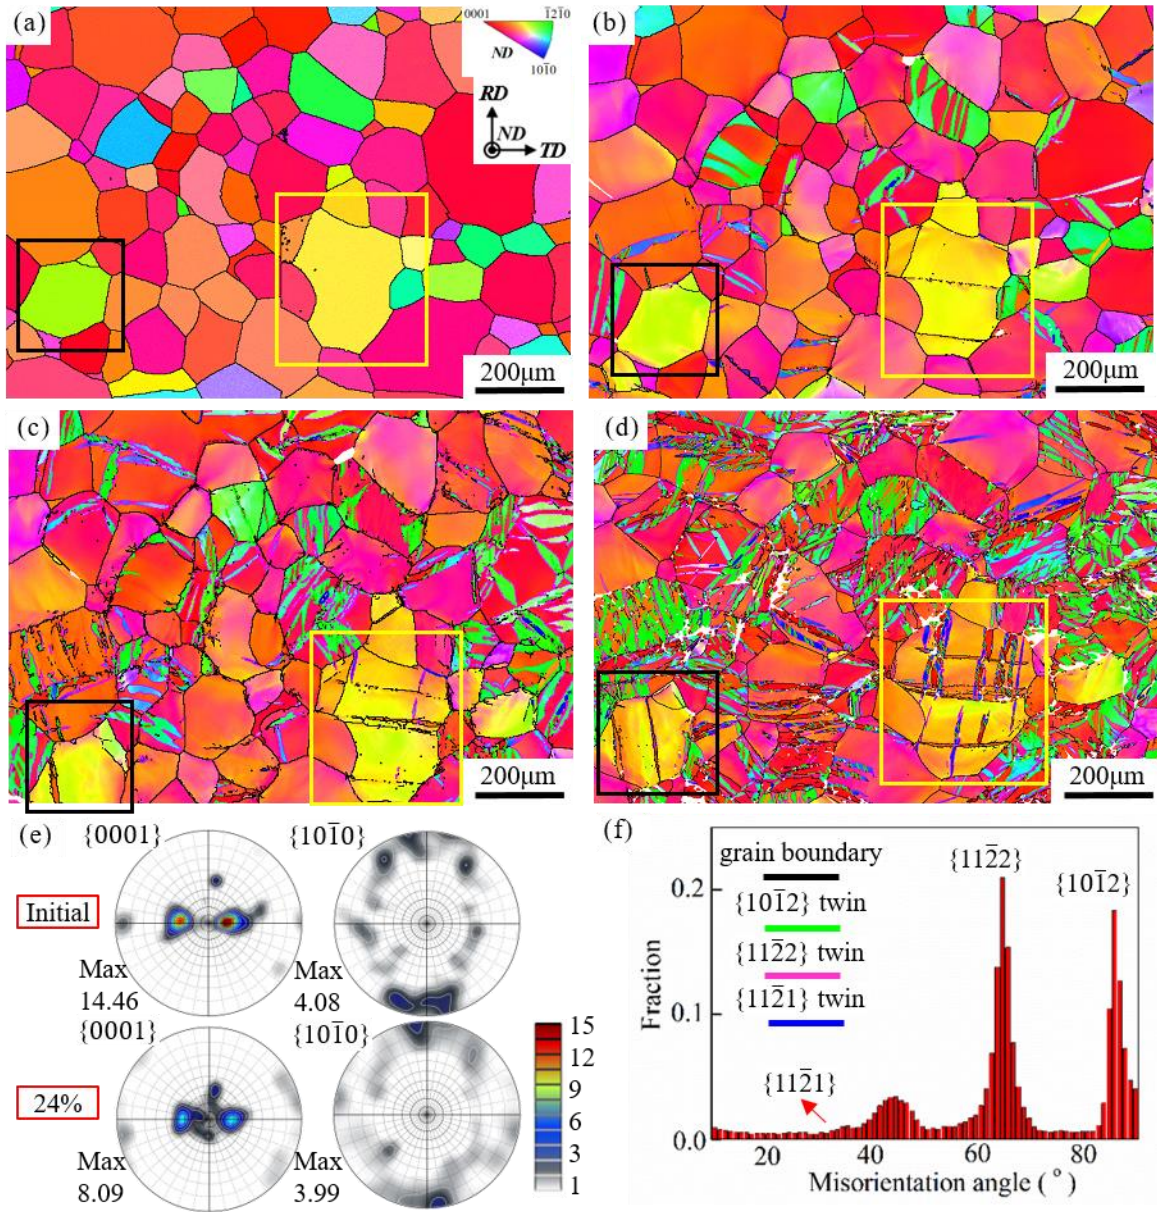 (a)
0001
1̅21̅0
ND
101̅0
RD
ND
TD
200μm
(b)
200μm
(c)
200μm
(d)
200μm
(e)
{0001}
{101̅0}
Initial
Max
14.46
Max
4.08
{0001}
{101̅0}
24%
Max
8.09
Max
3.99
15
12
9
6
3
1
(f)
grain boundary
{101̅2} twin
{112̅2} twin
{112̅1} twin
{112̅2}
{101̅2}
{112̅1}
0.2
0.1
0.0
Fraction
20
40
60
80
Misorientation angle ( ° )